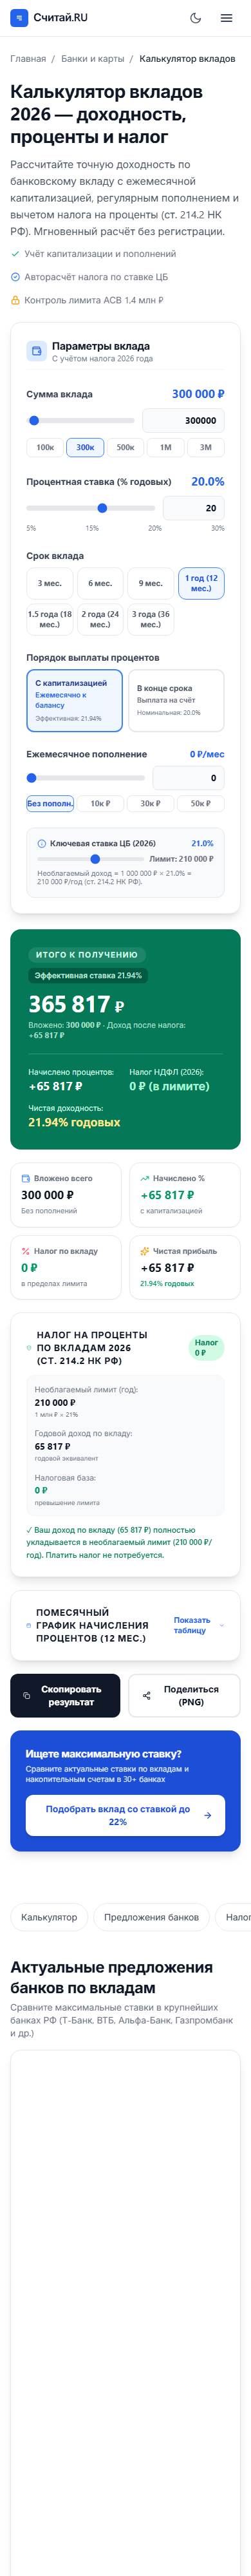 Считай.RU
Главная / Банки и карты / Калькулятор вкладов
Калькулятор вкладов
2026 — доходность,
проценты и налог
Рассчитайте точную доходность по
банковскому вкладу с ежемесячной
капитализацией, регулярным пополнением и
вычетом налога на проценты (ст. 214.2 НК
РФ). Мгновенный расчёт без регистрации.
Учёт капитализации и пополнений
Авторасчёт налога по ставке ЦБ
Контроль лимита АСВ 1.4 млн ₽
Параметры вклада
С учётом налога 2026 года
Сумма вклада 300 000 ₽
300000
100к 300к 500к 1М 3М
Процентная ставка (% годовых) 20.0%
20
5% 15% 20% 30%
Срок вклада
3 мес. 6 мес. 9 мес. 1 год (12
мес.)
1.5 года (18
мес.) 2 года (24
мес.) 3 года (36
мес.)
Порядок выплаты процентов
С капитализацией
Ежемесячно к
балансу
Эффективная: 21.94%
В конце срока
Выплата на счёт
Номинальная: 20.0%
Ежемесячное пополнение 0 ₽/мес
0
Без пополн. 10к ₽ 30к ₽ 50к ₽
Ключевая ставка ЦБ (2026) 21.0%
Лимит: 210 000 ₽
Необлагаемый доход = 1 000 000 ₽ × 21.0% =
210 000 ₽/год (ст. 214.2 НК РФ).
ИТОГО К ПОЛУЧЕНИЮ
Эффективная ставка 21.94%
365 817 ₽
Вложено: 300 000 ₽ · Доход после налога:
+65 817 ₽
Начислено процентов:
+65 817 ₽
Налог НДФЛ (2026):
0 ₽ (в лимите)
Чистая доходность:
21.94% годовых
Вложено всего
300 000 ₽
Без пополнений
Начислено %
+65 817 ₽
с капитализацией
Налог по вкладу
0 ₽
в пределах лимита
Чистая прибыль
+65 817 ₽
21.94% годовых
НАЛОГ НА ПРОЦЕНТЫ
ПО ВКЛАДАМ 2026
(СТ. 214.2 НК РФ)
Налог
0 ₽
Необлагаемый лимит (год):
210 000 ₽
1 млн ₽ × 21%
Годовой доход по вкладу:
65 817 ₽
годовой эквивалент
Налоговая база:
0 ₽
превышение лимита
✓ Ваш доход по вкладу (65 817 ₽) полностью
укладывается в необлагаемый лимит (210 000 ₽/
год). Платить налог не потребуется.
ПОМЕСЯЧНЫЙ
ГРАФИК НАЧИСЛЕНИЯ
ПРОЦЕНТОВ (12 МЕС.)
Показать
таблицу
Скопировать
результат
Поделиться
(PNG)
Ищете максимальную ставку?
Сравните актуальные ставки по вкладам и
накопительным счетам в 30+ банках
Подобрать вклад со ставкой до
22%
Калькулятор Предложения банков Налог
Актуальные предложения
банков по вкладам
Сравните максимальные ставки в крупнейших
банках РФ (Т-Банк, ВТБ, Альфа-Банк, Газпромбанк
и др.)